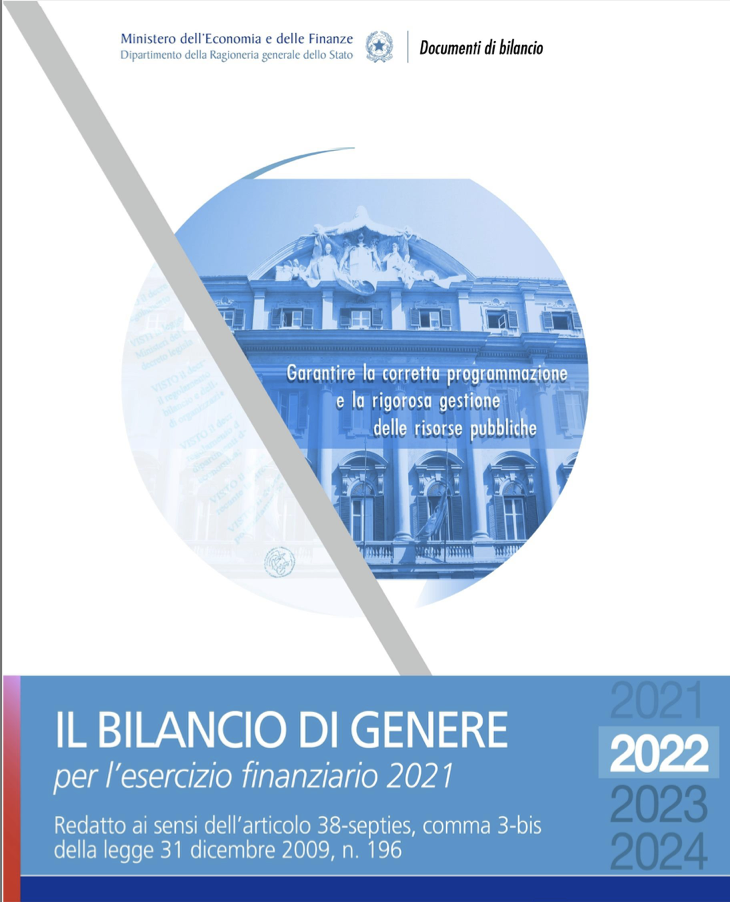 Ministero dell'Economia e delle Finanze
Dipartimento della Ragioneria generale dello Stato
Documenti di bilancio
Garantire la corretta programmazione
e la rigorosa gestione
delle risorse pubbliche
IL BILANCIO DI GENERE
per l'esercizio finanziario 2021
Redatto ai sensi dell'articolo 38-septies, comma 3-bis
della legge 31 dicembre 2009, n. 196
2021
2022
2023
2024